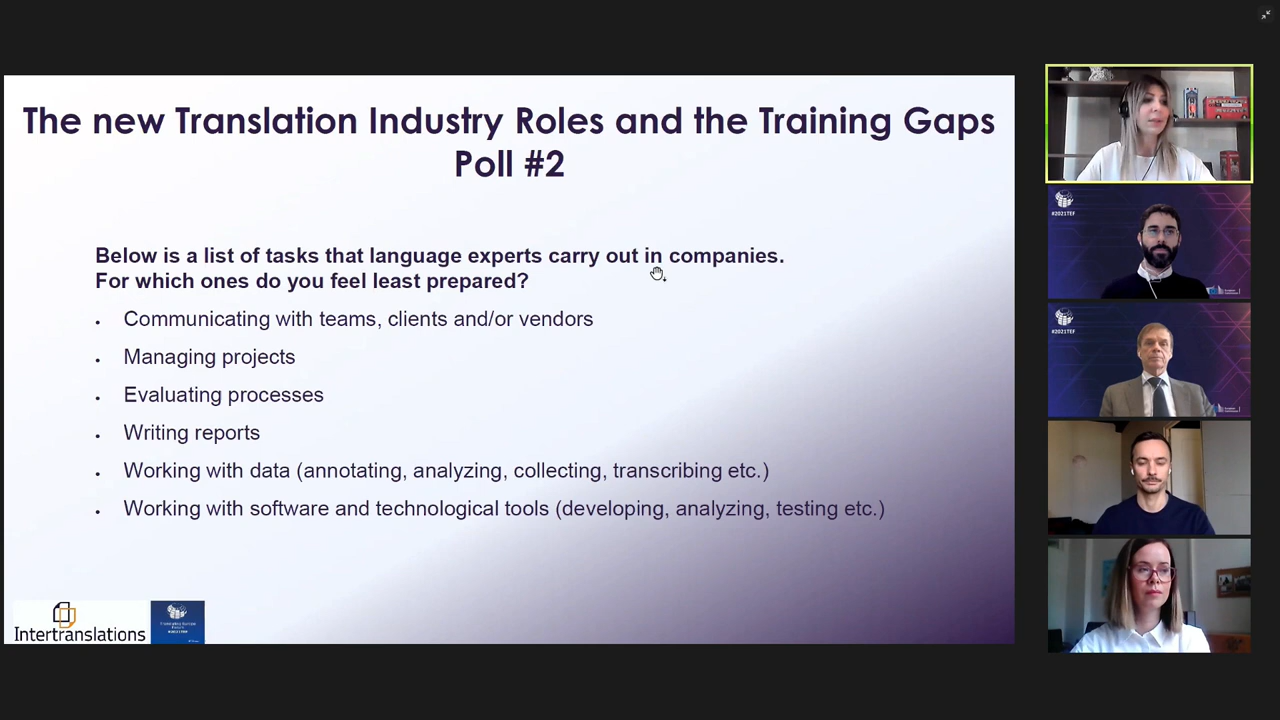 The new Translation Industry Roles and the Training Gaps
Poll #2
Below is a list of tasks that language experts carry out in companies.
For which ones do you feel least prepared?
Communicating with teams, clients and/or vendors
Managing projects
Evaluating processes
Writing reports
Working with data (annotating, analyzing, collecting, transcribing etc.)
Working with software and technological tools (developing, analyzing, testing etc.)
Intertranslations
#2021TEF
#2021TEF
#2021TEF